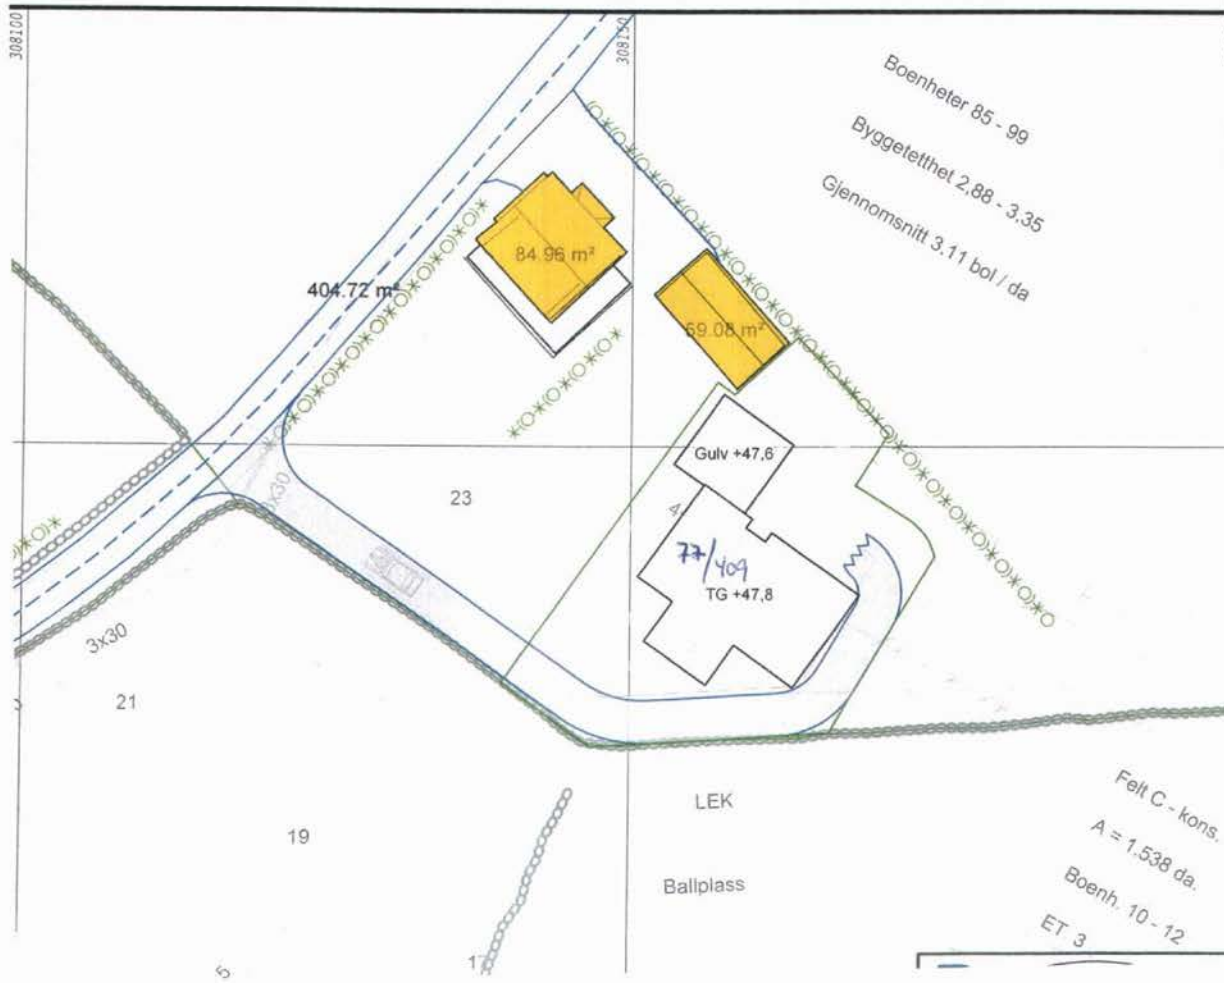 308100
308150
Boenheter 85 - 99
Byggetetthet 2,88 - 3,35
Gjennomsnitt 3.11 bol / da
84.96 m²
404.72 m²
59.08 m²
Gulv +47,6
23
77/409
TG +47,8
3x30
21
LEK
19
Ballplass
Felt C - kons.
A = 1,538 da.
Boenh. 10 - 12
ET 3
5